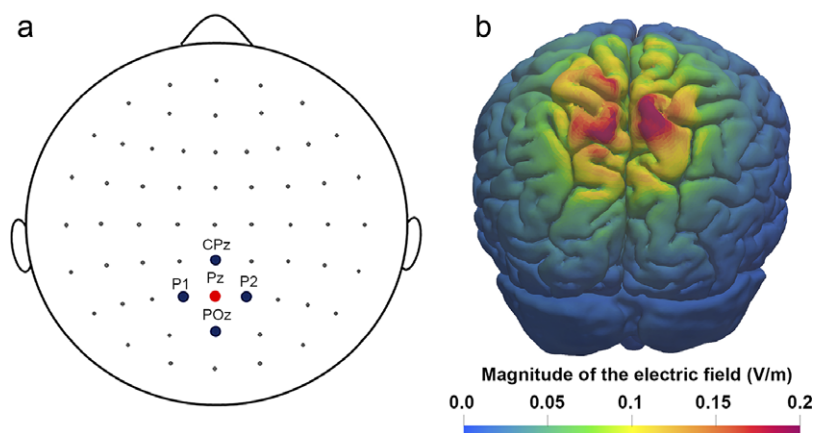 a
CPz
P1 Pz P2
POz
b
Magnitude of the electric field (V/m)
0.0 0.05 0.1 0.15 0.2